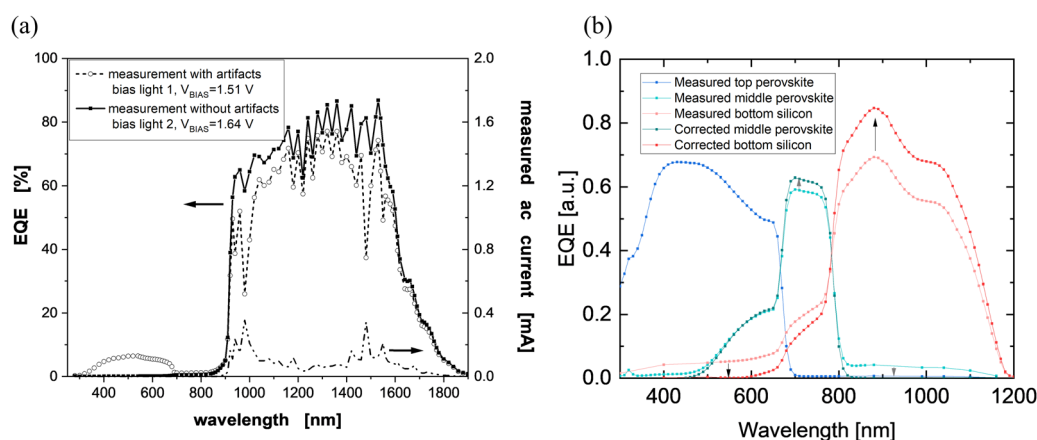 (a)
100
80
60
40
20
0
EQE [%]
measurement with artifacts
bias light 1, VBIAS=1.51 V
measurement without artifacts
bias light 2, VBIAS=1.64 V
2.0
1.6
1.2
0.8
0.4
0.0
measured ac current [mA]
400 600 800 1000 1200 1400 1600 1800
wavelength [nm]
(b)
1.0
0.8
0.6
0.4
0.2
0.0
EQE [a.u.]
Measured top perovskite
Measured middle perovskite
Measured bottom silicon
Corrected middle perovskite
Corrected bottom silicon
400 600 800 1000 1200
Wavelength [nm]